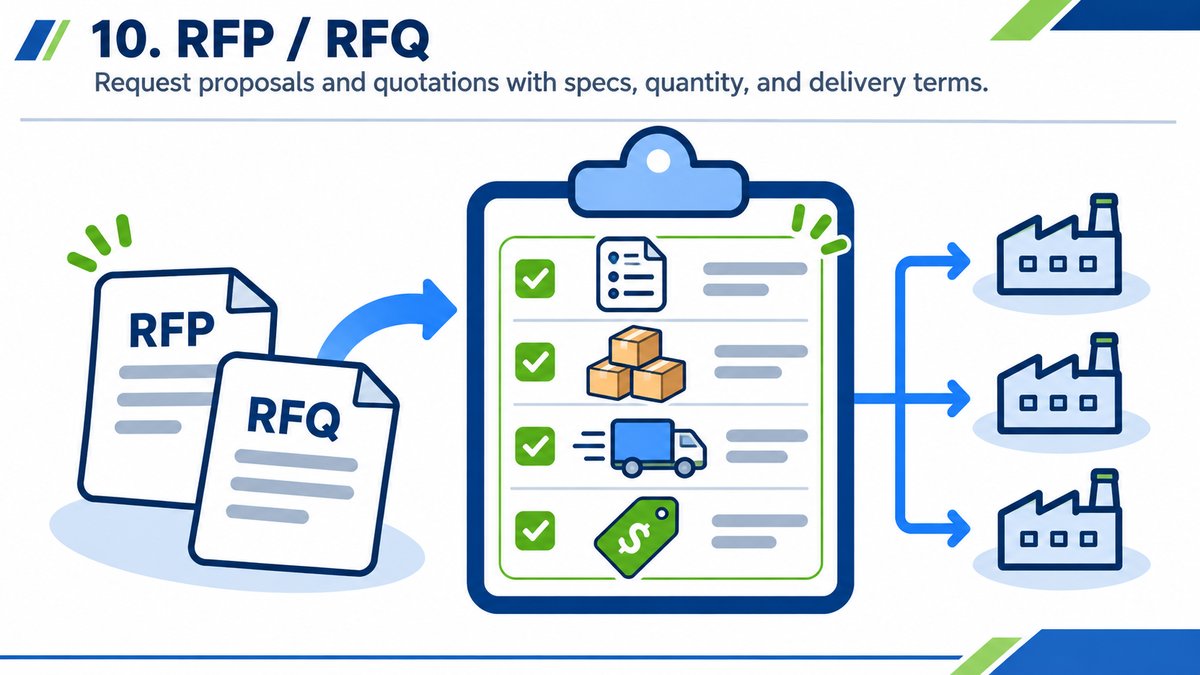 10. RFP / RFQ
Request proposals and quotations with specs, quantity, and delivery terms.
RFP
RFQ
$